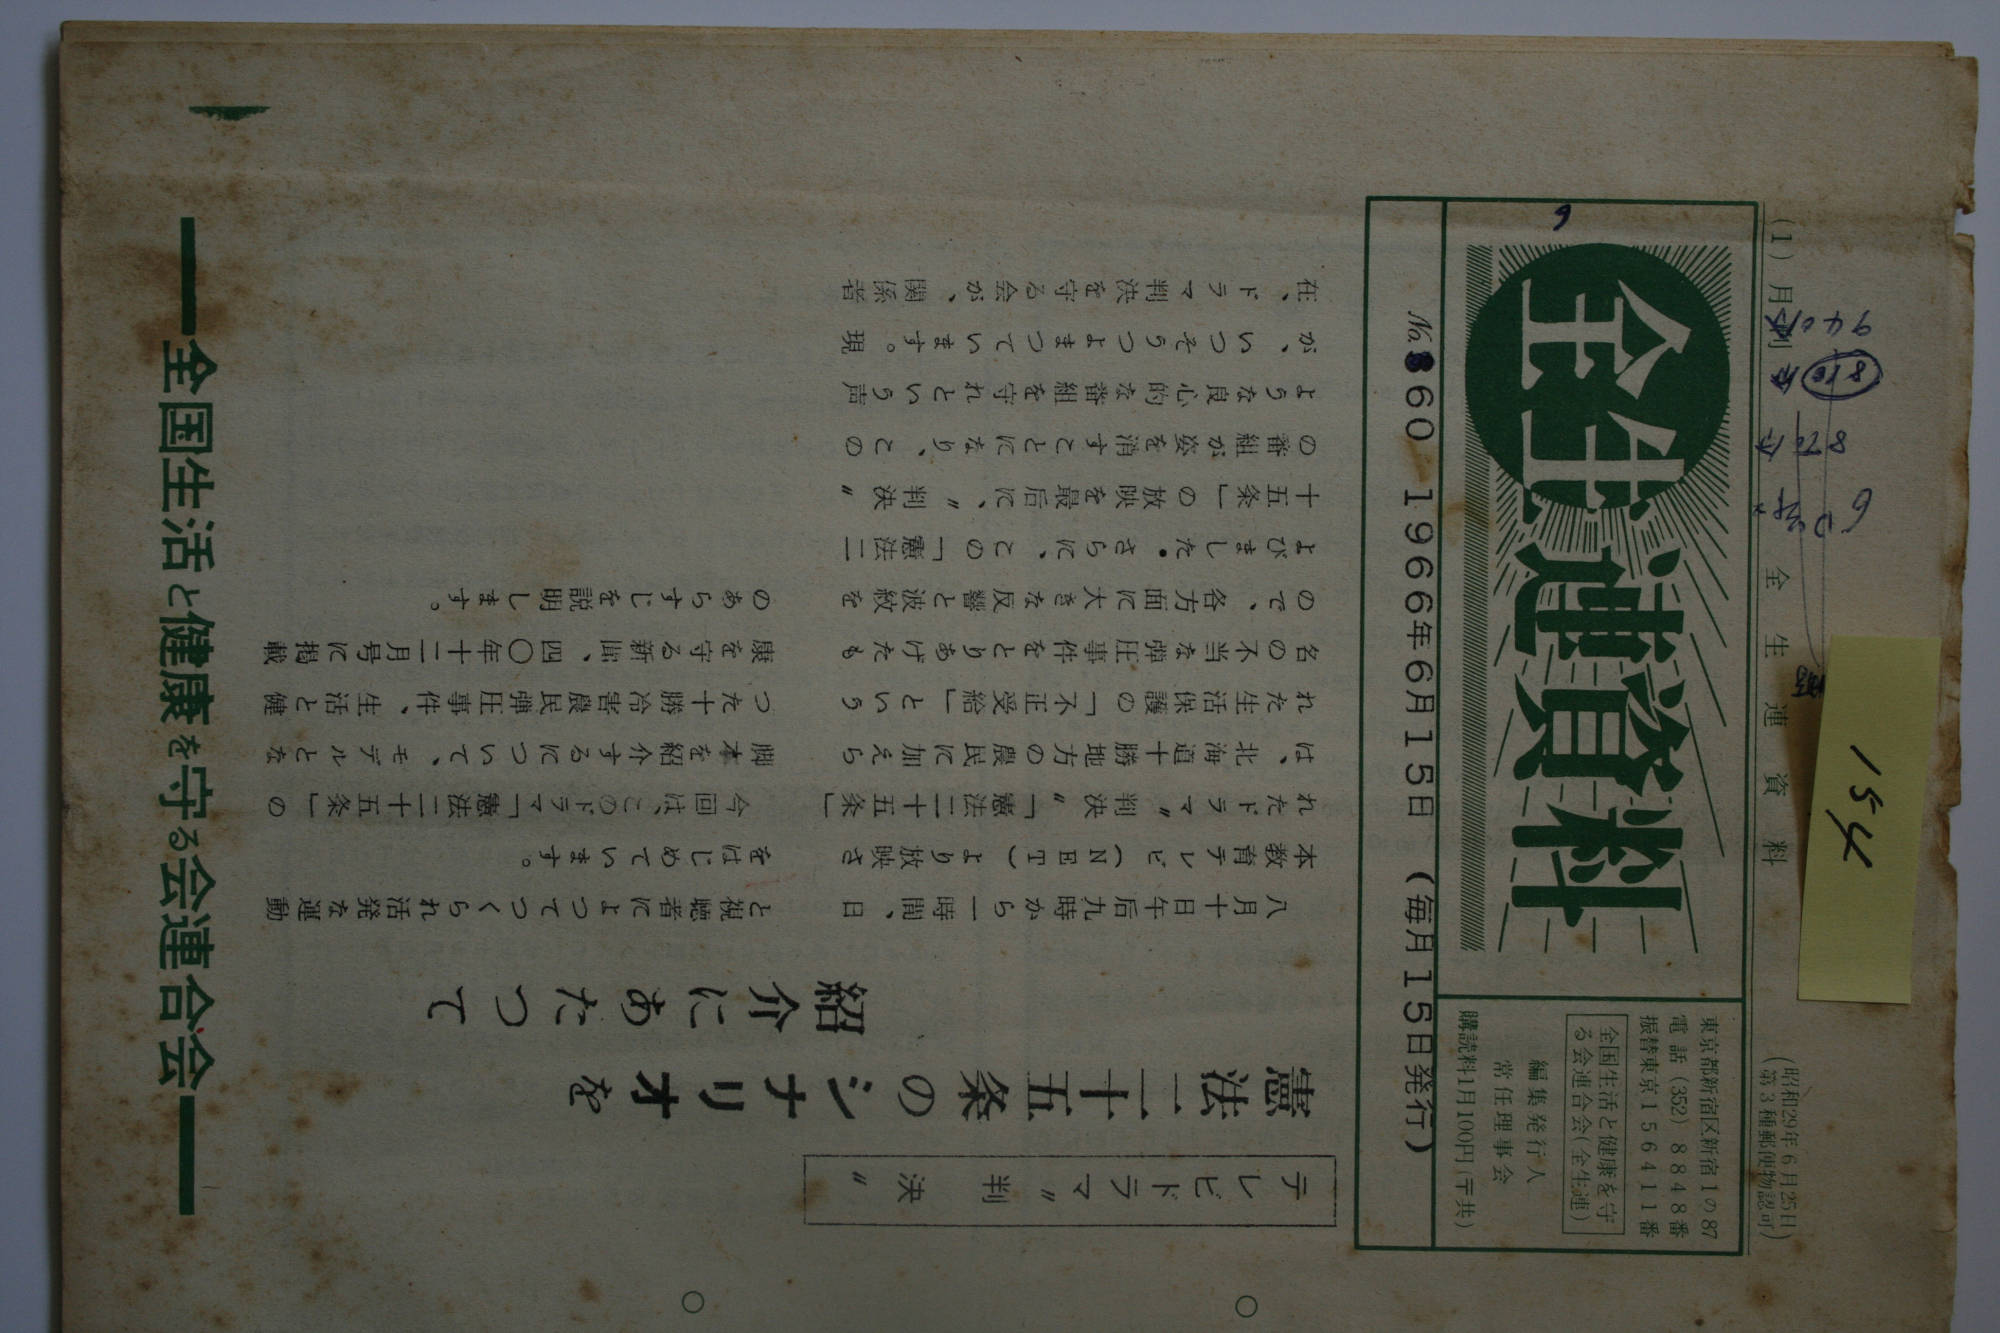 (1) 月刊 全生連資料 (昭和29年6月25日
第3種郵便物認可)
154
全生連資料
東京都新宿区新宿1の87
電話(352)8848番
振替東京156411番
全国生活と健康を守
る会連合会(全生連)
編集発行人
常任理事会
購読料1月100円(〒共)
1966年6月15日 (毎月15日発行)
テレビドラマ〃判決〃
憲法二十五条のシナリオを
紹介にあたつて
八月十日午后九時から一時間、日
本教育テレビ(NET)より放映さ
れたドラマ〃判決〃「憲法二十五条」
は、北海道十勝地方の農民に加えら
れた生活保護の「不正受給」という
名の不当な弾圧事件をとりあげたも
ので、各方面に大きな反響と波紋を
よびました。さらに、この「憲法二
十五条」の放映を最后に、〃判決〃
の番組が姿を消すことになり、この
ような良心的な番組を守れという声
が、いつそうつよまつています。現
在、ドラマ判決を守る会が、関係者
と視聴者によつてつくられ活発な運動
をはじめています。
今回は、このドラマ「憲法二十五条」の
脚本を紹介するについて、モデルとな
つた十勝冷害農民弾圧事件、生活と健
康を守る新聞、四〇年十二月号に掲載
のあらすじを説明します。
全国生活と健康を守る会連合会